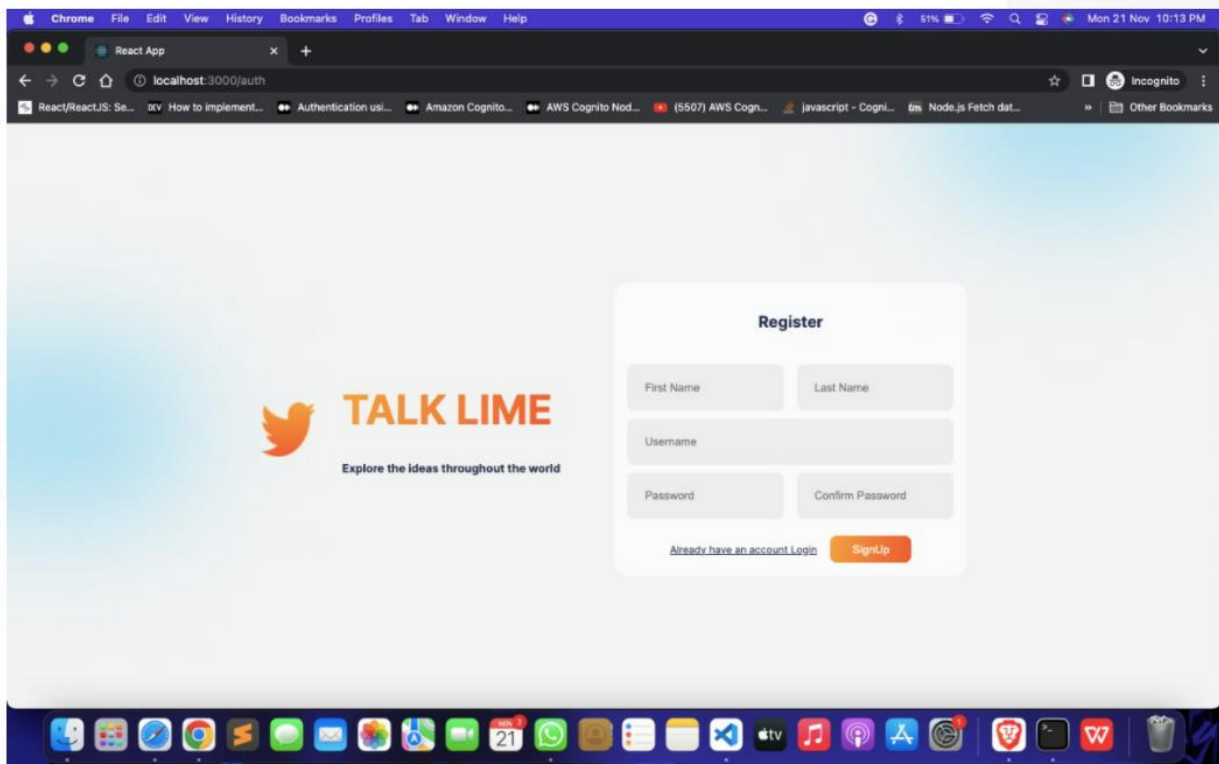 Chrome File Edit View History Bookmarks Profiles Tab Window Help 51% Mon 21 Nov 10:13 PM
React App
localhost:3000/auth Incognito
React/ReactJS: Se... DEV How to implement... Authentication usi... Amazon Cognito... AWS Cognito Nod... (5507) AWS Cogn... javascript - Cogni... Node.js Fetch dat... » Other Bookmarks
Register
First Name Last Name
TALK LIME
Username
Explore the ideas throughout the world
Password Confirm Password
Already have an account Login SignUp
NOV 21 tv